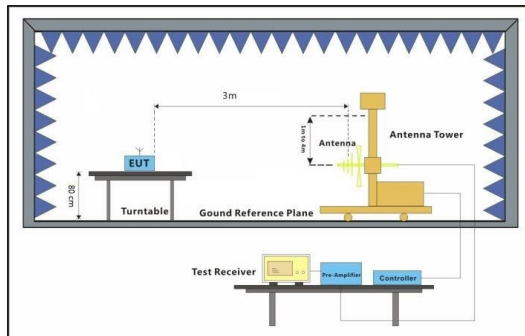 3m
1m to 4m
Antenna
Antenna Tower
EUT
80 cm
Turntable
Gound Reference Plane
Test Receiver
Pre-Amplifier
Controller